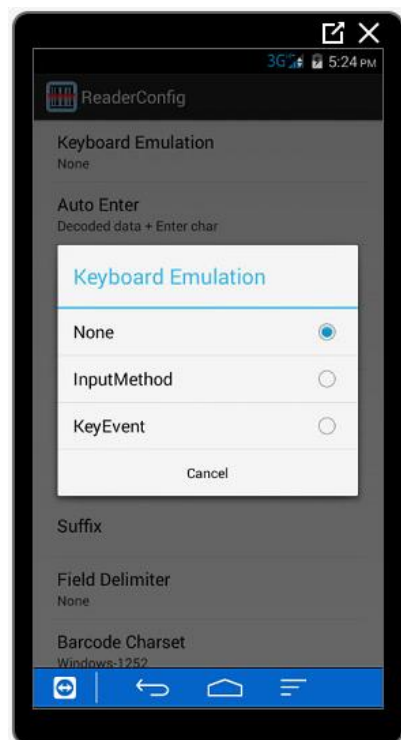 3G 5:24 PM
ReaderConfig
Keyboard Emulation
None
Auto Enter
Decoded data + Enter char
Keyboard Emulation
None
InputMethod
KeyEvent
Cancel
Suffix
Field Delimiter
None
Barcode Charset
Windows-1252